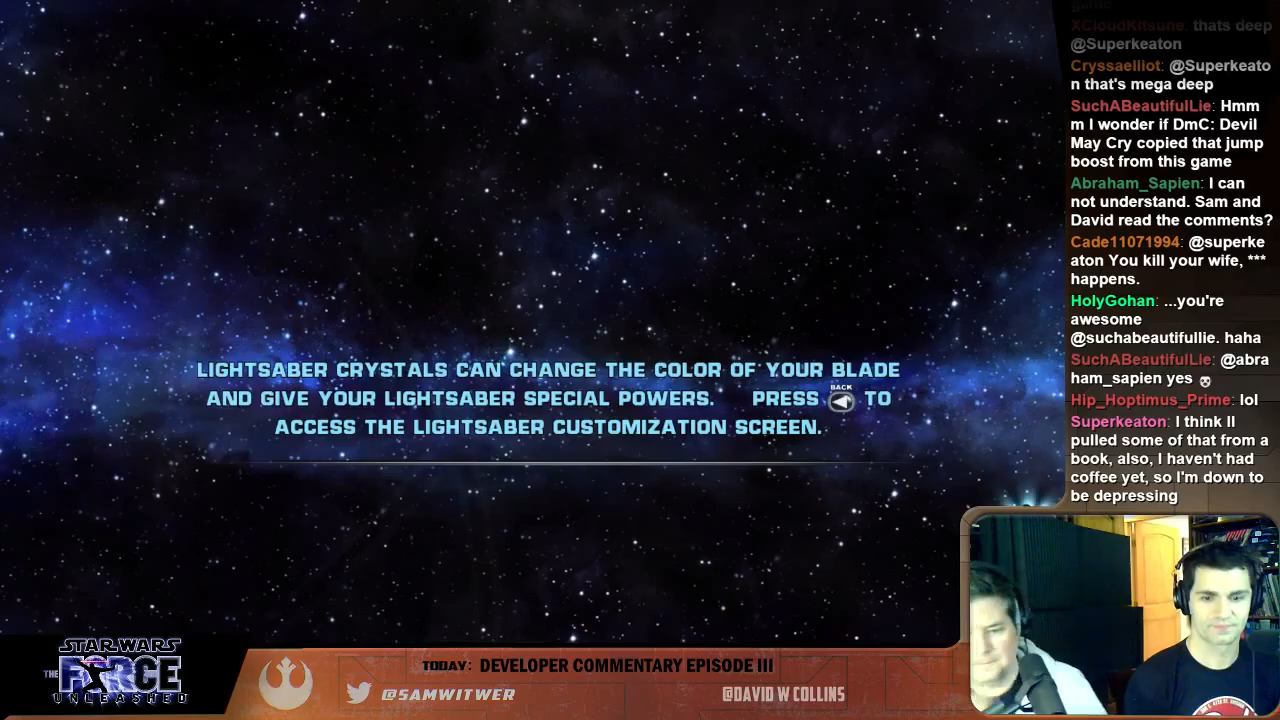 LIGHTSABER CRYSTALS CAN CHANGE THE COLOR OF YOUR BLADE
AND GIVE YOUR LIGHTSABER SPECIAL POWERS. PRESS BACK TO
ACCESS THE LIGHTSABER CUSTOMIZATION SCREEN.
XCloudKitsune: thats deep
@Superkeaton
Cryssaelliot: @Superkeato
n that's mega deep
SuchABeautifulLie: Hmm
m I wonder if DmC: Devil
May Cry copied that jump
boost from this game
Abraham_Sapien: I can
not understand. Sam and
David read the comments?
Cade11071994: @superke
aton You kill your wife, ***
happens.
HolyGohan: ...you're
awesome
@suchabeautifullie. haha
SuchABeautifulLie: @abra
ham_sapien yes
Hip_Hoptimus_Prime: lol
Superkeaton: I think II
pulled some of that from a
book, also, I haven't had
coffee yet, so I'm down to
be depressing
STAR WARS
THE FORCE
UNLEASHED
TODAY: DEVELOPER COMMENTARY EPISODE III
@SAMWITWER
@DAVID W COLLINS